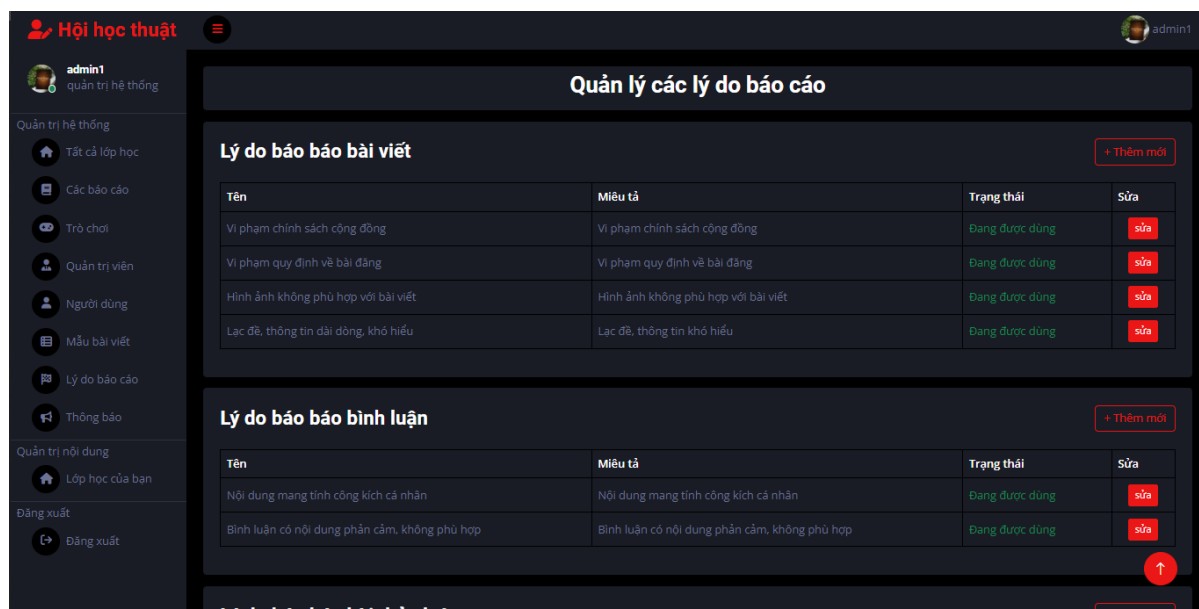 Hội học thuật
admin1
admin1
quản trị hệ thống
Quản trị hệ thống
Tất cả lớp học
Các báo cáo
Trò chơi
Quản trị viên
Người dùng
Mẫu bài viết
Lý do báo cáo
Thông báo
Quản trị nội dung
Lớp học của bạn
Đăng xuất
Đăng xuất
Quản lý các lý do báo cáo
Lý do báo báo bài viết
+ Thêm mới
Tên Miêu tả Trạng thái Sửa
Vi phạm chính sách cộng đồng Vi phạm chính sách cộng đồng Đang được dùng sửa
Vi phạm quy định về bài đăng Vi phạm quy định về bài đăng Đang được dùng sửa
Hình ảnh không phù hợp với bài viết Hình ảnh không phù hợp với bài viết Đang được dùng sửa
Lạc đề, thông tin dài dòng, khó hiểu Lạc đề, thông tin khó hiểu Đang được dùng sửa
Lý do báo báo bình luận
+ Thêm mới
Tên Miêu tả Trạng thái Sửa
Nội dung mang tính công kích cá nhân Nội dung mang tính công kích cá nhân Đang được dùng sửa
Bình luận có nội dung phản cảm, không phù hợp Bình luận có nội dung phản cảm, không phù hợp Đang được dùng sửa